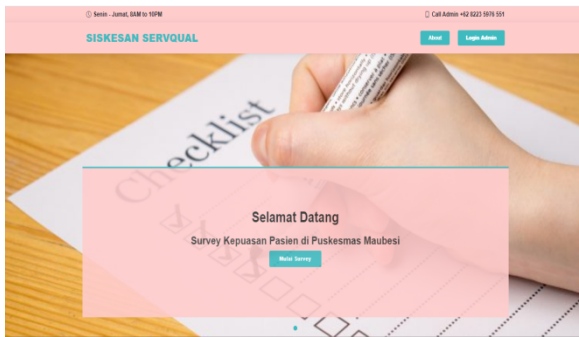 Senin - Jumat, 8AM to 10PM
Call Admin +62 8223 5976 551
SISKESAN SERVQUAL
About
Login Admin
Checklist
Selamat Datang
Survey Kepuasan Pasien di Puskesmas Maubesi
Mulai Survey